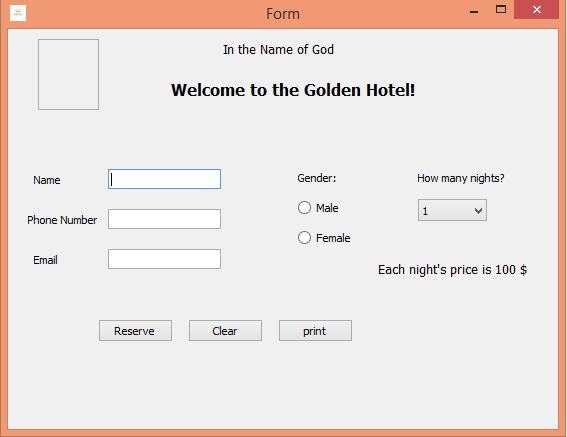 Form
In the Name of God
Welcome to the Golden Hotel!
Name
Gender:
How many nights?
Male
1
Phone Number
Female
Email
Each night's price is 100 $
Reserve
Clear
print